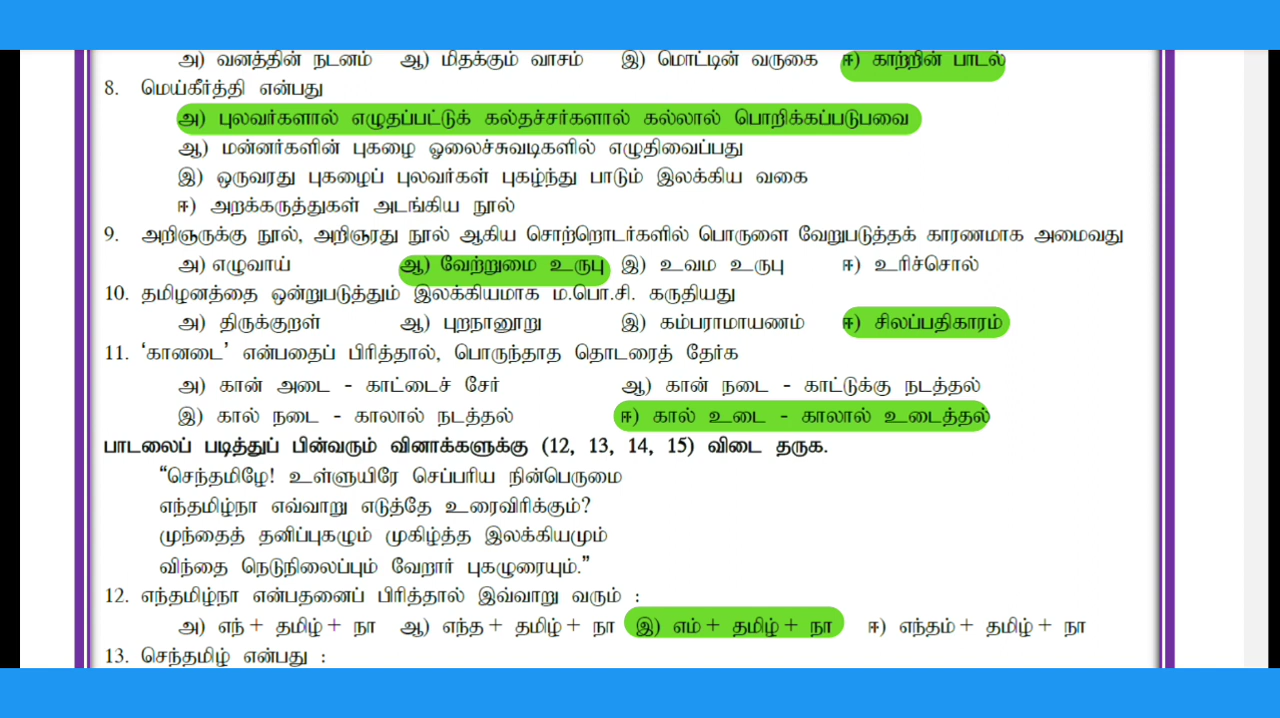 அ) வனத்தின் நடனம் ஆ) மிதக்கும் வாசம் இ) மொட்டின் வருகை ஈ) காற்றின் பாடல்
8. மெய்கீர்த்தி என்பது
அ) புலவர்களால் எழுதப்பட்டுக் கல்தச்சர்களால் கல்லால் பொறிக்கப்படுபவை
ஆ) மன்னர்களின் புகழை ஓலைச்சுவடிகளில் எழுதிவைப்பது
இ) ஒருவரது புகழைப் புலவர்கள் புகழ்ந்து பாடும் இலக்கிய வகை
ஈ) அறக்கருத்துகள் அடங்கிய நூல்
9. அறிஞருக்கு நூல், அறிஞரது நூல் ஆகிய சொற்றொடர்களில் பொருளை வேறுபடுத்தக் காரணமாக அமைவது
அ) எழுவாய் ஆ) வேற்றுமை உருபு இ) உவம உருபு ஈ) உரிச்சொல்
10. தமிழனத்தை ஒன்றுபடுத்தும் இலக்கியமாக ம.பொ.சி. கருதியது
அ) திருக்குறள் ஆ) புறநானூறு இ) கம்பராமாயணம் ஈ) சிலப்பதிகாரம்
11. ‘கானடை’ என்பதைப் பிரித்தால், பொருந்தாத தொடரைத் தேர்க
அ) கான் அடை - காட்டைச் சேர் ஆ) கான் நடை - காட்டுக்கு நடத்தல்
இ) கால் நடை - காலால் நடத்தல் ஈ) கால் உடை - காலால் உடைத்தல்
பாடலைப் படித்துப் பின்வரும் வினாக்களுக்கு (12, 13, 14, 15) விடை தருக.
“செந்தமிழே! உள்ளுயிரே செப்பரிய நின்பெருமை
எந்தமிழ்நா எவ்வாறு எடுத்தே உரைவிரிக்கும்?
முந்தைத் தனிப்புகழும் முகிழ்த்த இலக்கியமும்
விந்தை நெடுநிலைப்பும் வேறார் புகழுரையும்.”
12. எந்தமிழ்நா என்பதனைப் பிரித்தால் இவ்வாறு வரும் :
அ) எந் + தமிழ் + நா ஆ) எந்த + தமிழ் + நா இ) எம் + தமிழ் + நா ஈ) எந்தம் + தமிழ் + நா
13. செந்தமிழ் என்பது :